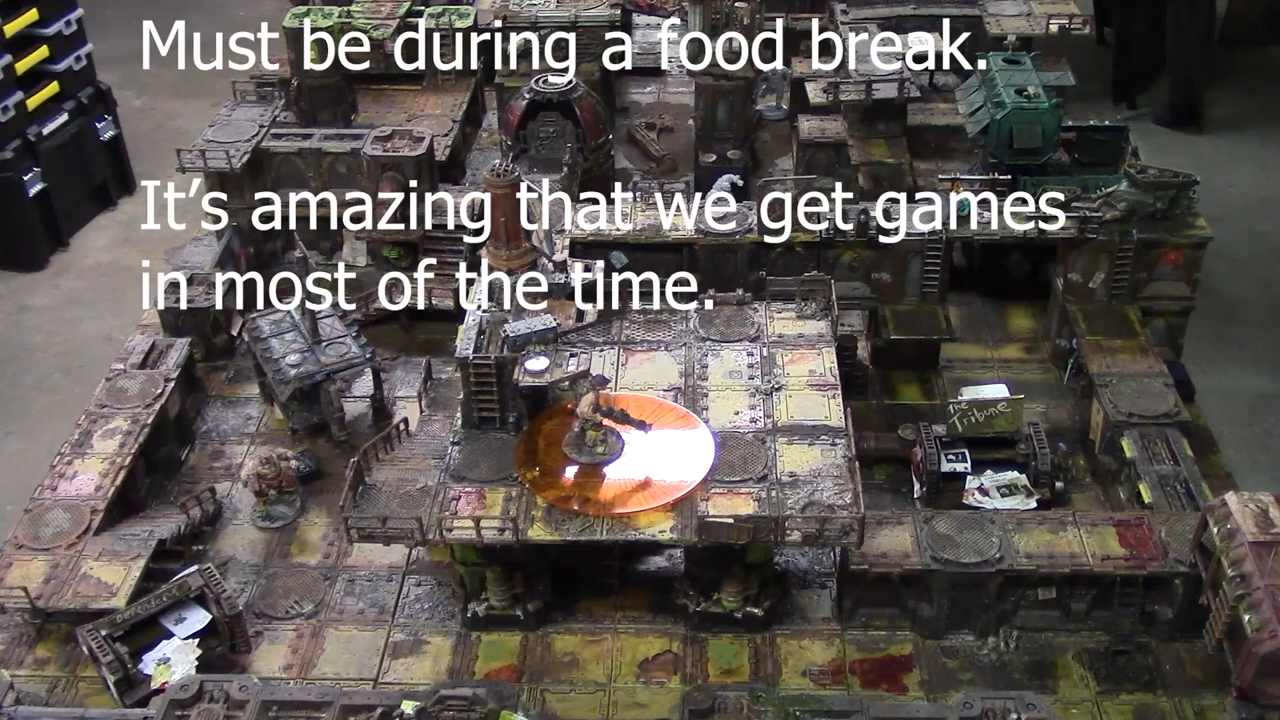 Must be during a food break.
It's amazing that we get games
in most of the time.
The
Tribune